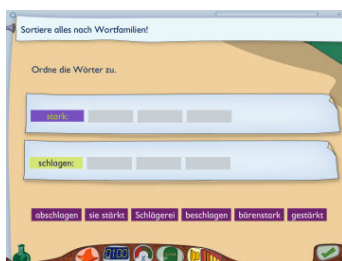 Sortiere alles nach Wortfamilien!
Ordne die Wörter zu.
stark:
schlagen:
abschlagen sie stärkt Schlägerei beschlagen bärenstark gestärkt